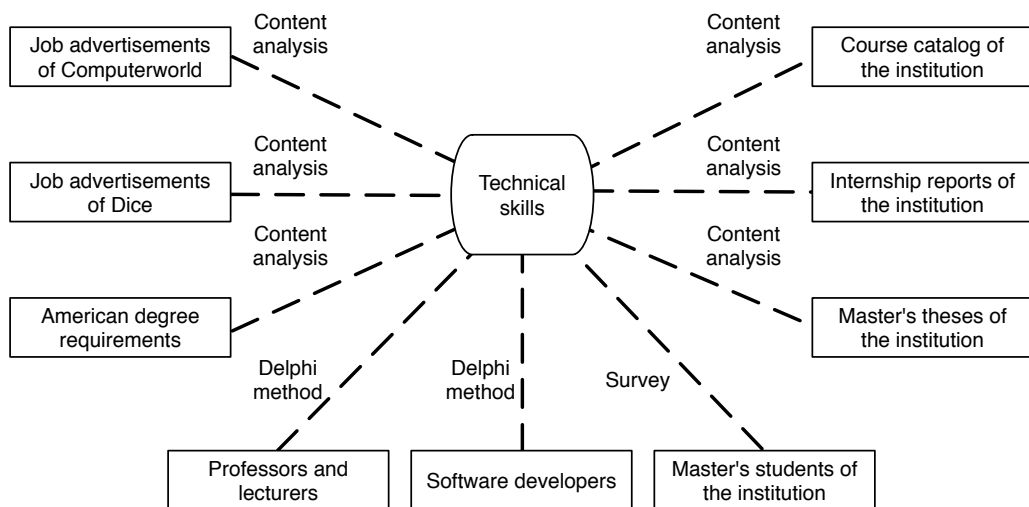 Content
analysis
Content
analysis
Job advertisements
of Computerworld
Course catalog of
the institution
Content
analysis
Content
analysis
Job advertisements
of Dice
Technical
skills
Internship reports of
the institution
Content
analysis
Content
analysis
American degree
requirements
Master's theses of
the institution
Delphi
method
Delphi
method
Survey
Professors and
lecturers
Software developers
Master's students of
the institution